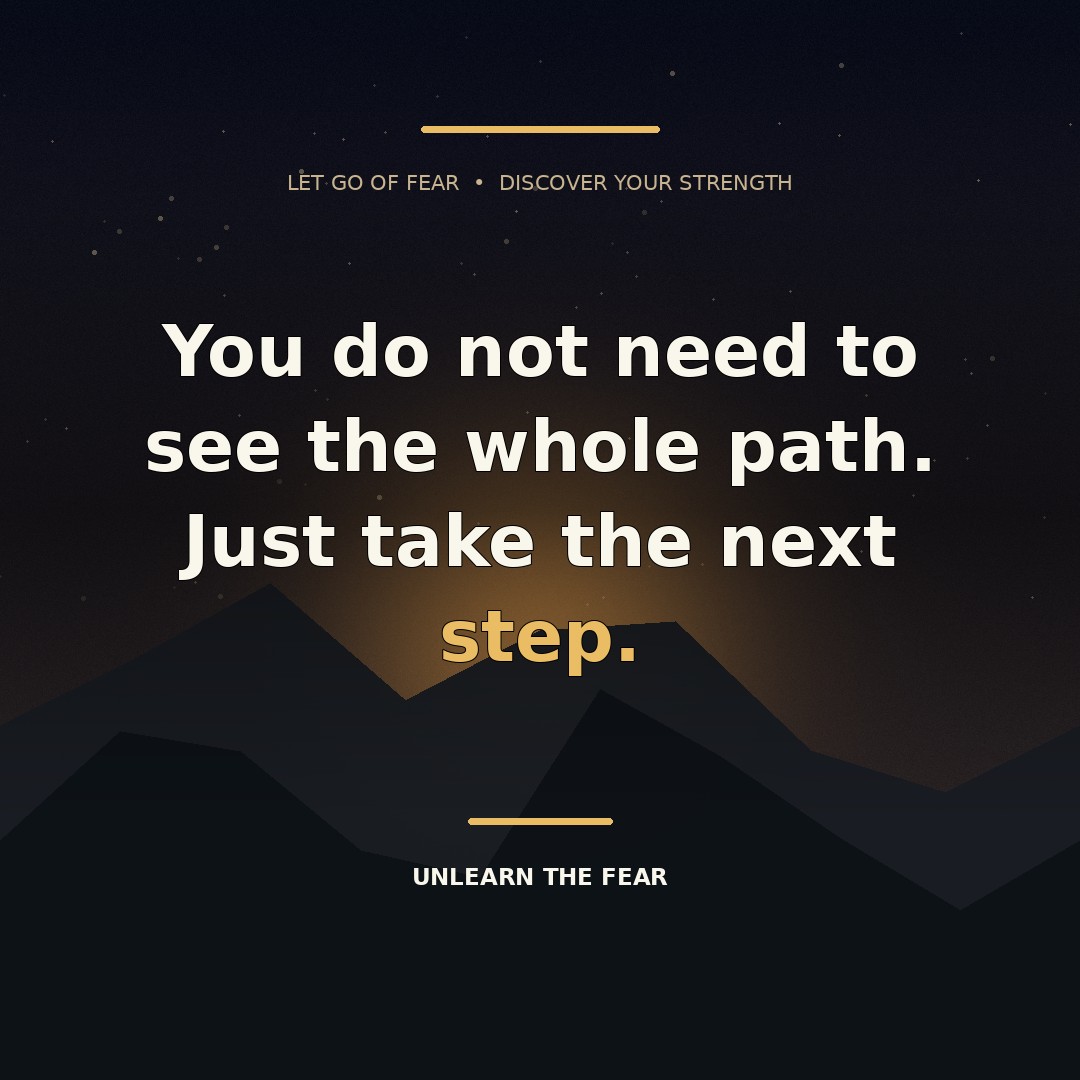 LET GO OF FEAR • DISCOVER YOUR STRENGTH
You do not need to
see the whole path.
Just take the next
step.
UNLEARN THE FEAR